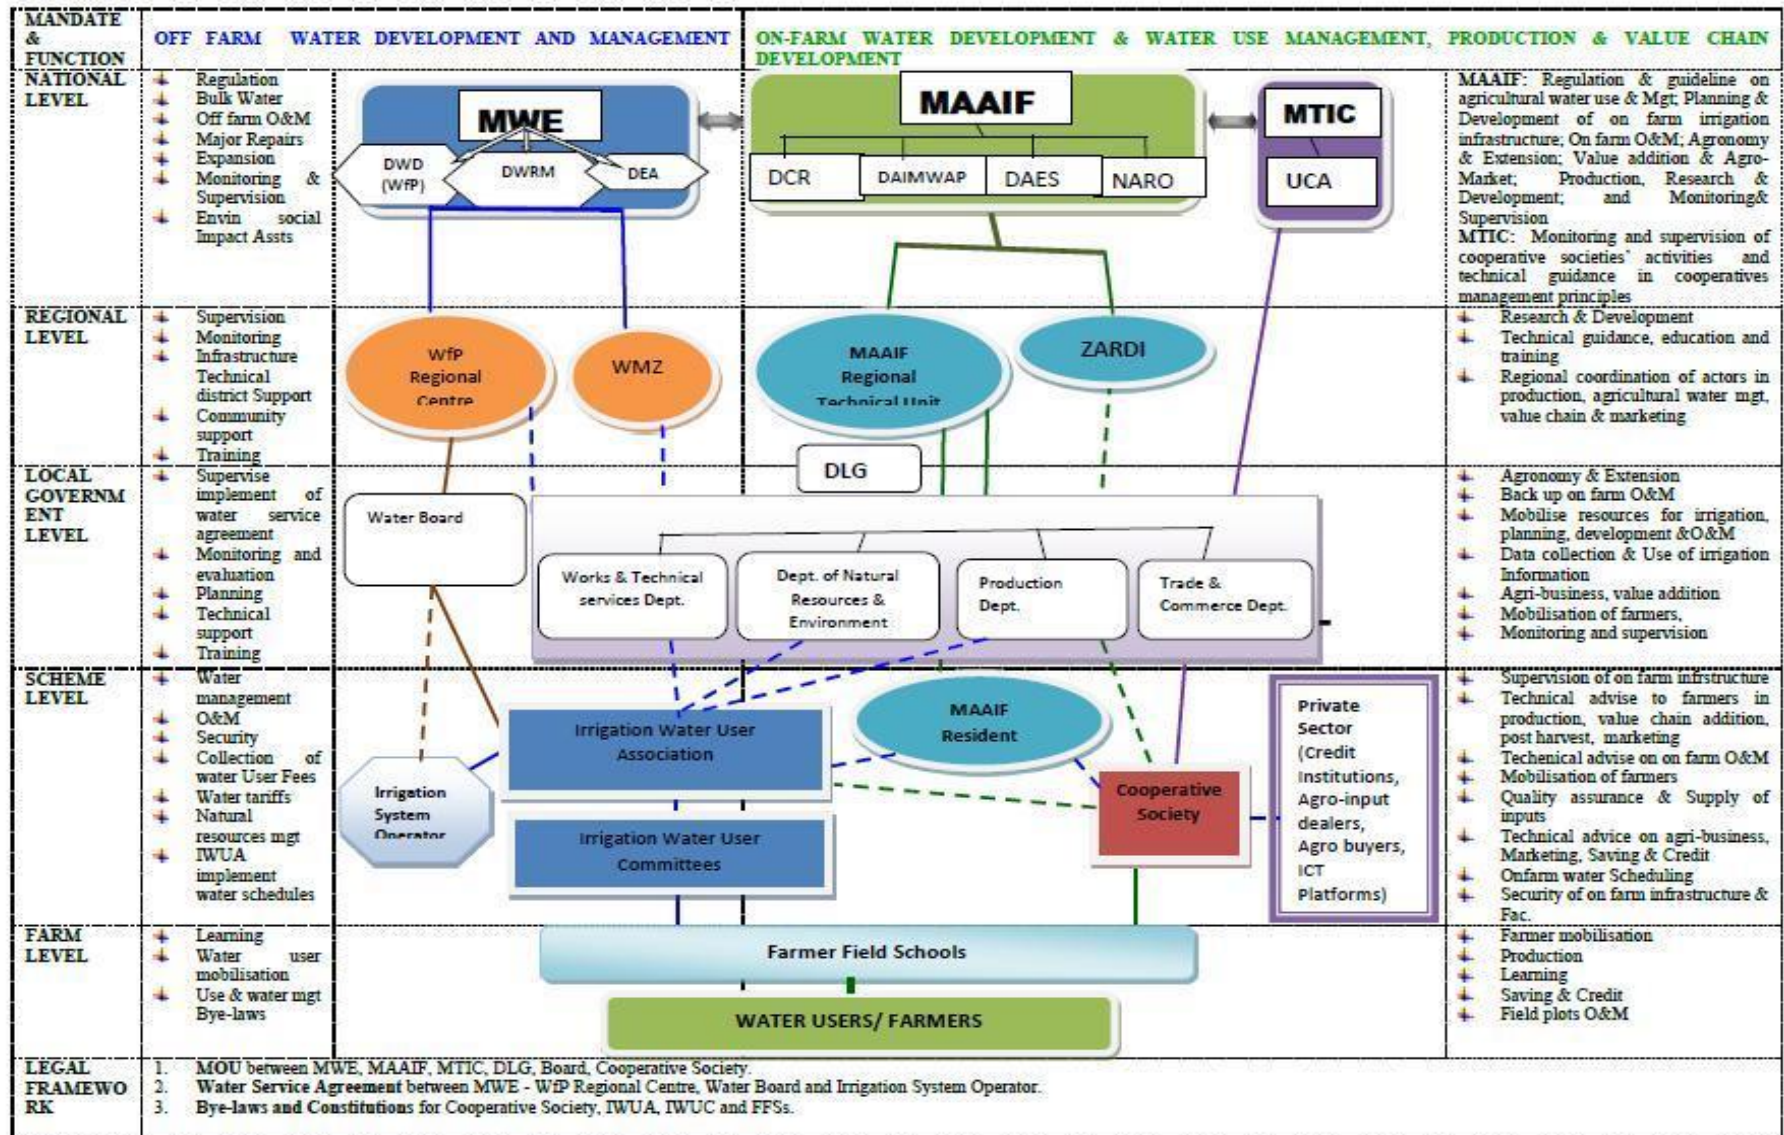 MANDATE
&
FUNCTION
OFF FARM WATER DEVELOPMENT AND MANAGEMENT
ON-FARM WATER DEVELOPMENT & WATER USE MANAGEMENT, PRODUCTION & VALUE CHAIN
DEVELOPMENT
NATIONAL
LEVEL
Regulation
Bulk Water
Off farm O&M
Major Repairs
Expansion
Monitoring &
Supervision
Envin social
Impact Assts
MWE
DWD
(WfP)
DWRM
DEA
MAAIF
DCR
DAIMWAP
DAES
NARO
MTIC
UCA
MAAIF: Regulation & guideline on
agricultural water use & Mgt; Planning &
Development of on farm irrigation
infrastructure; On farm O&M; Agronomy
& Extension; Value addition & Agro-
Market; Production, Research &
Development; and Monitoring&
Supervision
MTIC: Monitoring and supervision of
cooperative societies' activities and
technical guidance in cooperatives
management principles
REGIONAL
LEVEL
Supervision
Monitoring
Infrastructure
Technical
district Support
Community
support
Training
WfP
Regional
Centre
WMZ
MAAIF
Regional
Technical Unit
ZARDI
Research & Development
Technical guidance, education and
training
Regional coordination of actors in
production, agricultural water mgt,
value chain & marketing
LOCAL
GOVERNM
ENT
LEVEL
Supervise
implement of
water service
agreement
Monitoring and
evaluation
Planning
Technical
support
Training
DLG
Water Board
Works & Technical
services Dept.
Dept. of Natural
Resources &
Environment
Production
Dept.
Trade &
Commerce Dept.
Agronomy & Extension
Back up on farm O&M
Mobilise resources for irrigation,
planning, development &O&M
Data collection & Use of irrigation
Information
Agri-business, value addition
Mobilisation of farmers,
Monitoring and supervision
SCHEME
LEVEL
Water
management
O&M
Security
Collection of
water User Fees
Water tariffs
Natural
resources mgt
IWUA
implement
water schedules
Irrigation
System
Operator
Irrigation Water User
Association
Irrigation Water User
Committees
MAAIF
Resident
Cooperative
Society
Private
Sector
(Credit
Institutions,
Agro-input
dealers,
Agro buyers,
ICT
Platforms)
Supervision of on farm infrstructure
Technical advise to farmers in
production, value chain addition,
post harvest, marketing
Techenical advise on on farm O&M
Mobilisation of farmers
Quality assurance & Supply of
inputs
Technical advice on agri-business,
Marketing, Saving & Credit
Onfarm water Scheduling
Security of on farm infrastructure &
Fac.
FARM
LEVEL
Learning
Water user
mobilisation
Use & water mgt
Bye-laws
Farmer Field Schools
WATER USERS/ FARMERS
Farmer mobilisation
Production
Learning
Saving & Credit
Field plots O&M
LEGAL
FRAMEWO
RK
1. MOU between MWE, MAAIF, MTIC, DLG, Board, Cooperative Society.
2. Water Service Agreement between MWE - WfP Regional Centre, Water Board and Irrigation System Operator.
3. Bye-laws and Constitutions for Cooperative Society, IWUA, IWUC and FFSs.